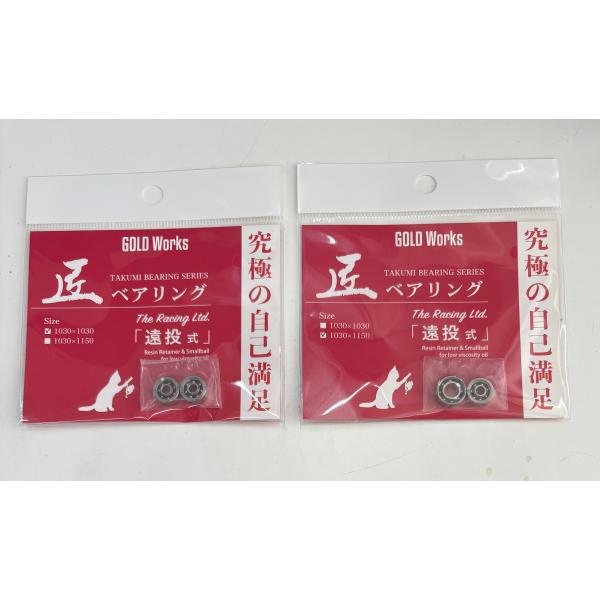 GOLD Works
匠
TAKUMI BEARING SERIES
ベアリング
Size
☑ 1030×1030
■ 1030×1150
The Racing Ltd.
「遠投式」
Resin Retainer & Smallball
for low viscosity oil
究極の自己満足
GOLD Works
匠
TAKUMI BEARING SERIES
ベアリング
Size
■ 1030×1030
☑ 1030×1150
The Racing Ltd.
「遠投式」
Resin Retainer & Smallball
for low viscosity oil
究極の自己満足